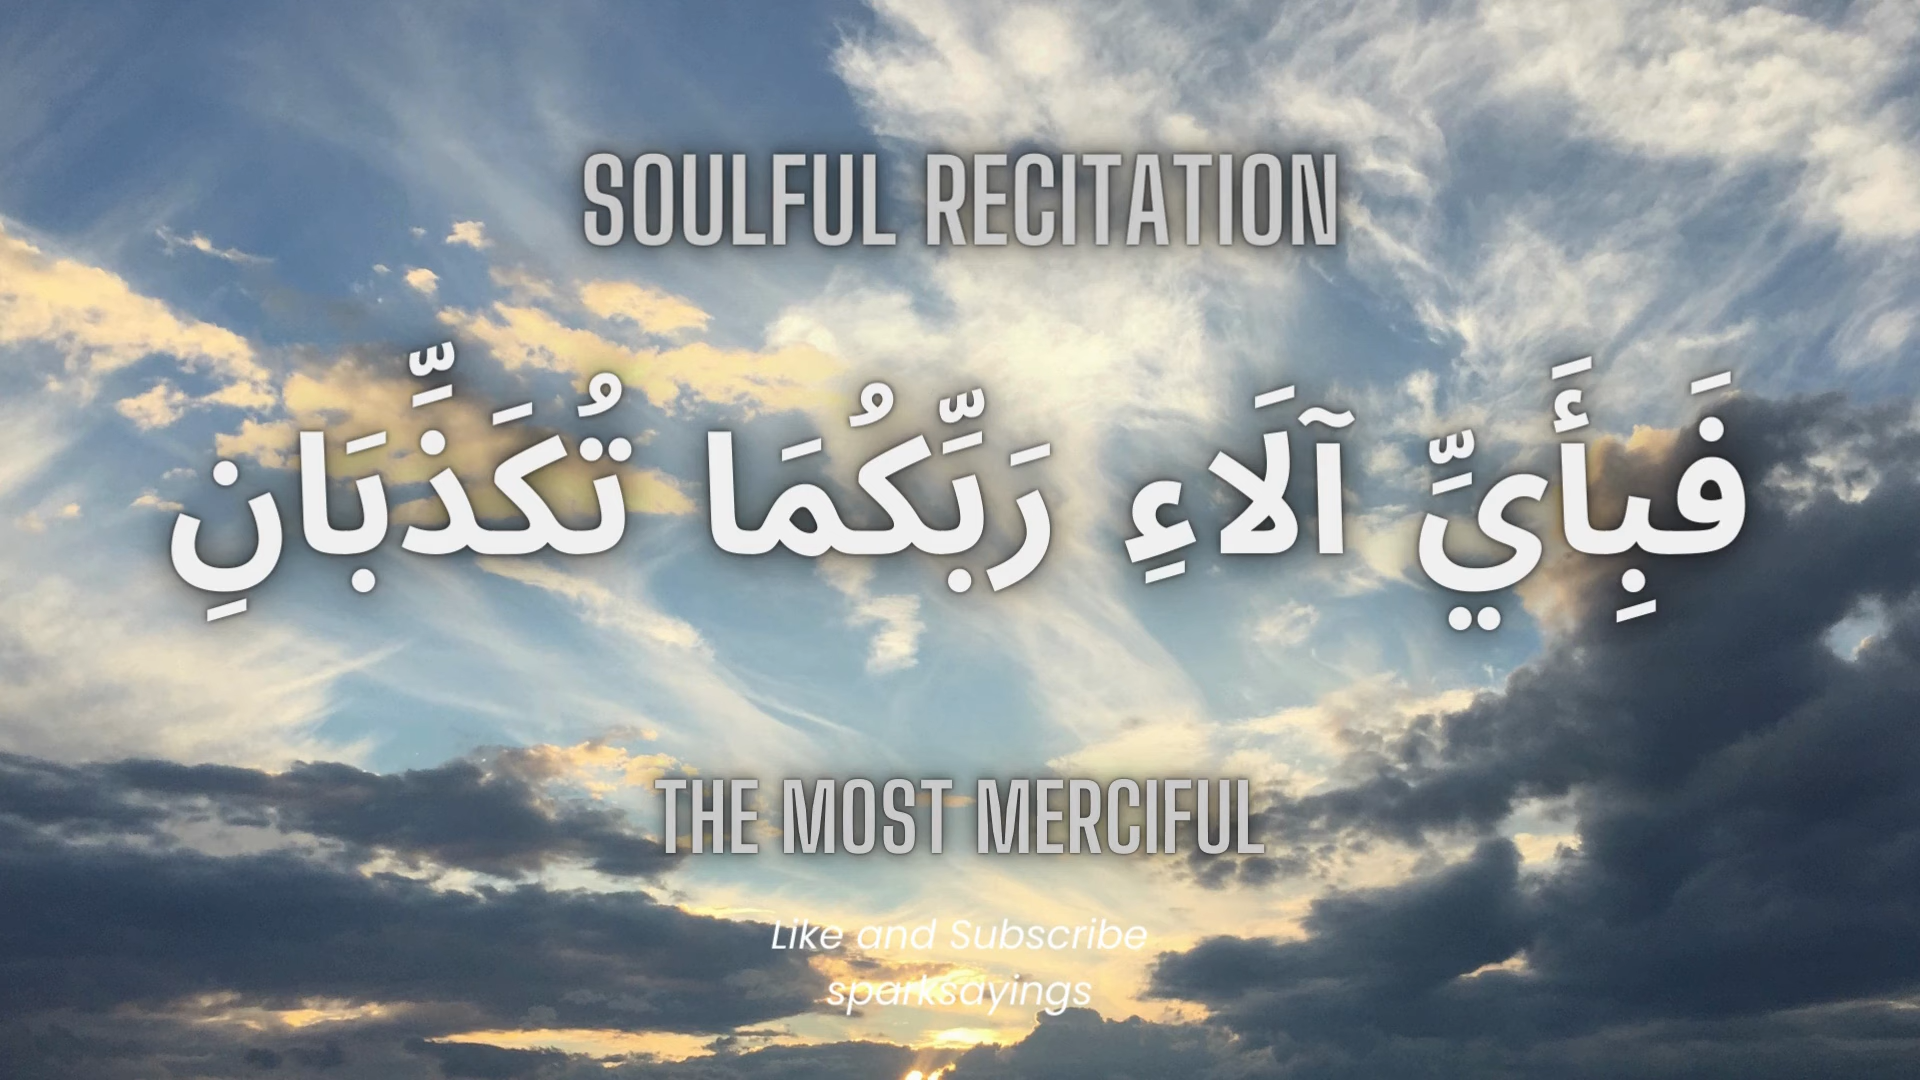 SOULFUL RECITATION
فَبِأَيِّ آلَاءِ رَبِّكُمَا تُكَذِّبَانِ
THE MOST MERCIFUL
Like and Subscribe
sparksayings